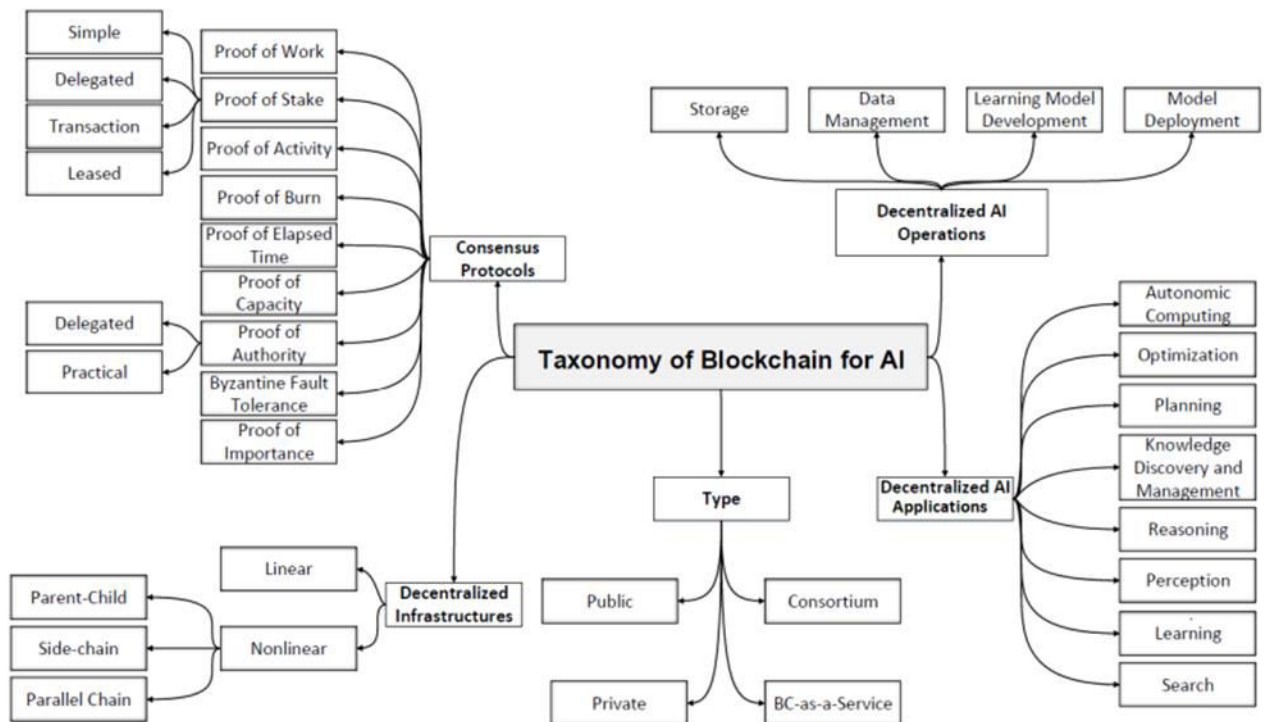 Simple
Delegated
Transaction
Leased
Proof of Work
Proof of Stake
Proof of Activity
Proof of Burn
Proof of Elapsed
Time
Proof of
Capacity
Proof of
Authority
Byzantine Fault
Tolerance
Proof of
Importance
Delegated
Practical
Consensus
Protocols
Storage
Data
Management
Learning Model
Development
Model
Deployment
Decentralized AI
Operations
Taxonomy of Blockchain for AI
Autonomic
Computing
Optimization
Planning
Knowledge
Discovery and
Management
Reasoning
Perception
Learning
Search
Decentralized AI
Applications
Type
Public
Consortium
Private
BC-as-a-Service
Decentralized
Infrastructures
Linear
Nonlinear
Parent-Child
Side-chain
Parallel Chain